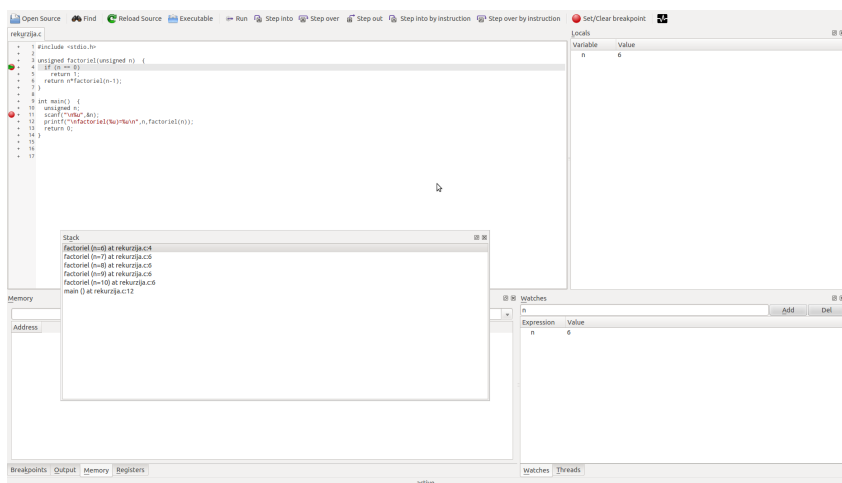 Open Source Find Reload Source Executable Run Step into Step over Step out Step into by instruction Step over by instruction Set/Clear breakpoint
rekurzija.c
1 #include <stdio.h>
2
3 unsigned factoriel(unsigned n) {
4 if (n == 0)
5 return 1;
6 return n*factoriel(n-1);
7 }
8
9 int main() {
10 unsigned n;
11 scanf("\n%u",&n);
12 printf("\nfactoriel(%u)=%u\n",n,factoriel(n));
13 return 0;
14 }
15
16
17
Locals
Variable Value
n 6
Stack
factoriel (n=6) at rekurzija.c:4
factoriel (n=7) at rekurzija.c:6
factoriel (n=8) at rekurzija.c:6
factoriel (n=9) at rekurzija.c:6
factoriel (n=10) at rekurzija.c:6
main () at rekurzija.c:12
Memory
Address
Watches
n Add Del
Expression Value
n 6
Breakpoints Output Memory Registers
Watches Threads